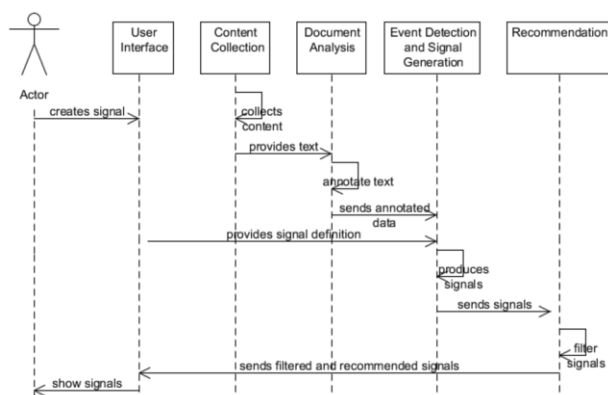 User
Interface
Content
Collection
Document
Analysis
Event Detection
and Signal
Generation
Recommendation
Actor
creates signal
collects
content
provides text
annotate text
sends annotated
data
provides signal definition
produces
signals
sends signals
filter
signals
sends filtered and recommended signals
show signals